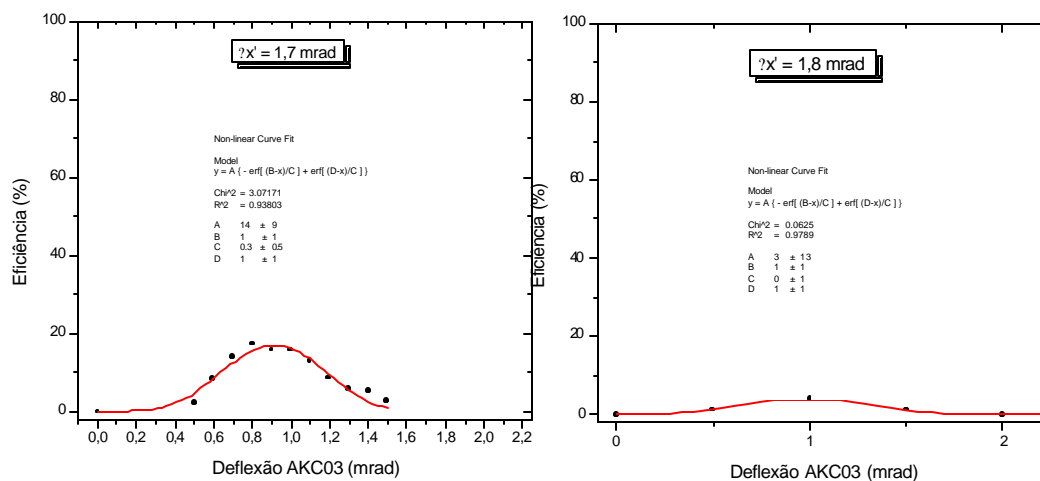 ?x' = 1,7 mrad
100
80
60
40
20
0
Eficiência (%)
Non-linear Curve Fit
Model
y = A { - erf[ (B-x)/C ] + erf[ (D-x)/C ] }
Chi^2 = 3.07171
R^2 = 0.93803
A 14 ± 9
B 1 ± 1
C 0.3 ± 0.5
D 1 ± 1
0,0 0,2 0,4 0,6 0,8 1,0 1,2 1,4 1,6 1,8 2,0 2,2
Deflexão AKC03 (mrad)
?x' = 1,8 mrad
100
80
60
40
20
0
Eficiência (%)
Non-linear Curve Fit
Model
y = A { - erf[ (B-x)/C ] + erf[ (D-x)/C ] }
Chi^2 = 0.0625
R^2 = 0.9789
A 3 ± 13
B 1 ± 1
C 0 ± 1
D 1 ± 1
0 1 2
Deflexão AKC03 (mrad)